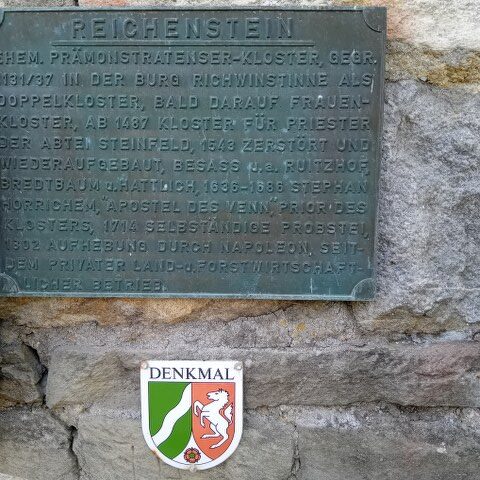 REICHENSTEIN
EHEM. PRÄMONSTRATENSER-KLOSTER, GEGR.
1131/37 IN DER BURG RICHWINSTINNE ALS
DOPPELKLOSTER, BALD DARAUF FRAUEN-
KLOSTER, AB 1487 KLOSTER FÜR PRIESTER
DER ABTEI STEINFELD, 1543 ZERSTÖRT UND
WIEDERAUFGEBAUT, BESASS u.a. RUITZHOF,
BREDTBAUM u. HATTLICH, 1636-1686 STEPHAN
HORRICHEM, "APOSTEL DES VENN," PRIOR DES
KLOSTERS, 1714 SELBSTÄNDIGE PROBSTEI,
1802 AUFHEBUNG DURCH NAPOLEON, SEIT-
DEM PRIVATER LAND- u. FORSTWIRTSCHAFT-
LICHER BETRIEB.
DENKMAL